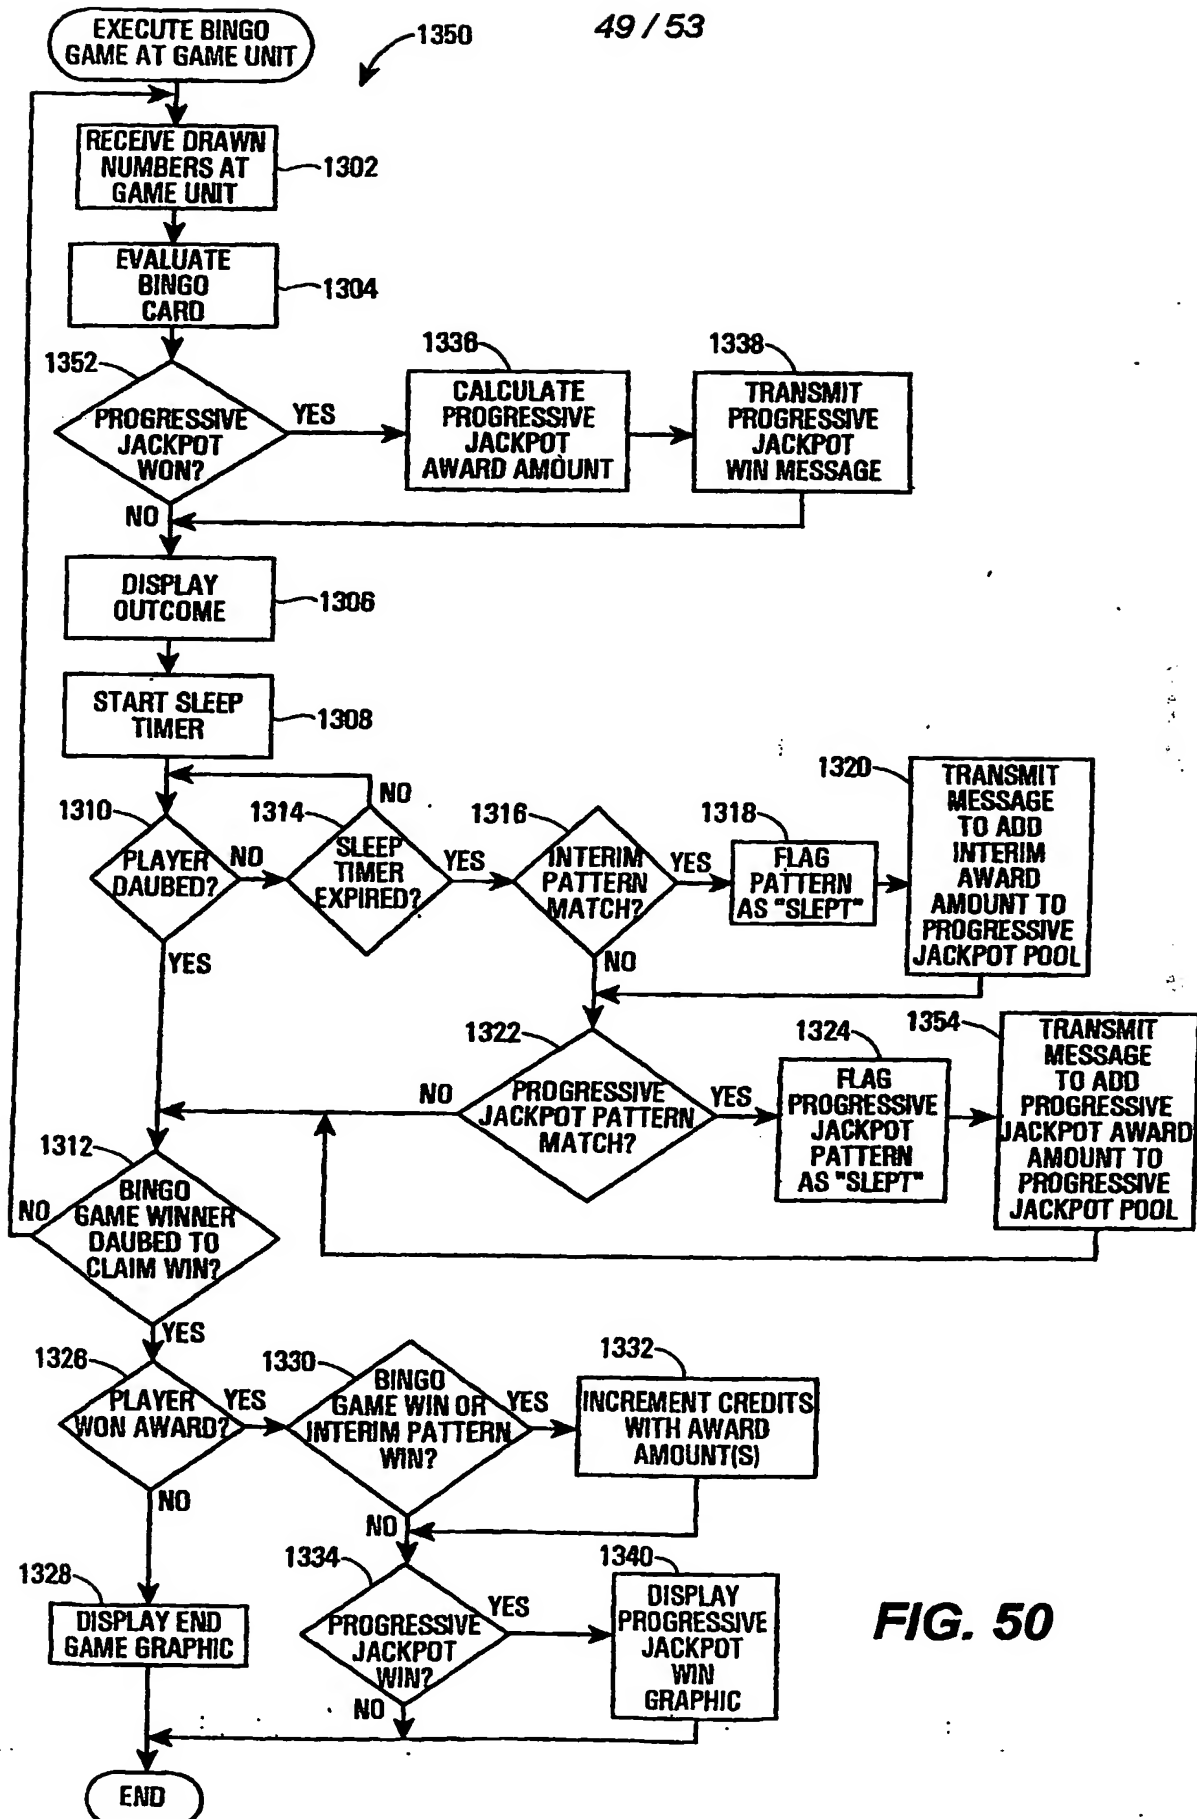 EXECUTE BINGO
GAME AT GAME UNIT
1350
49 / 53
RECEIVE DRAWN
NUMBERS AT
GAME UNIT
1302
EVALUATE
BINGO
CARD
1304
1352
PROGRESSIVE
JACKPOT
WON?
YES
NO
1336
CALCULATE
PROGRESSIVE
JACKPOT
AWARD AMOUNT
1338
TRANSMIT
PROGRESSIVE
JACKPOT
WIN MESSAGE
DISPLAY
OUTCOME
1306
START SLEEP
TIMER
1308
1310
PLAYER
DAUBED?
NO
YES
1314
SLEEP
TIMER
EXPIRED?
NO
YES
1316
INTERIM
PATTERN
MATCH?
YES
NO
1318
FLAG
PATTERN
AS "SLEPT"
1320
TRANSMIT
MESSAGE
TO ADD
INTERIM
AWARD
AMOUNT TO
PROGRESSIVE
JACKPOT POOL
1322
PROGRESSIVE
JACKPOT PATTERN
MATCH?
NO
YES
1324
FLAG
PROGRESSIVE
JACKPOT
PATTERN
AS "SLEPT"
1354
TRANSMIT
MESSAGE
TO ADD
PROGRESSIVE
JACKPOT AWARD
AMOUNT TO
PROGRESSIVE
JACKPOT POOL
1312
BINGO
GAME WINNER
DAUBED TO
CLAIM WIN?
NO
YES
1326
PLAYER
WON AWARD?
YES
NO
1330
BINGO
GAME WIN OR
INTERIM PATTERN
WIN?
YES
NO
1332
INCREMENT CREDITS
WITH AWARD
AMOUNT(S)
1328
DISPLAY END
GAME GRAPHIC
1334
PROGRESSIVE
JACKPOT
WIN?
YES
NO
1340
DISPLAY
PROGRESSIVE
JACKPOT
WIN
GRAPHIC
FIG. 50
END